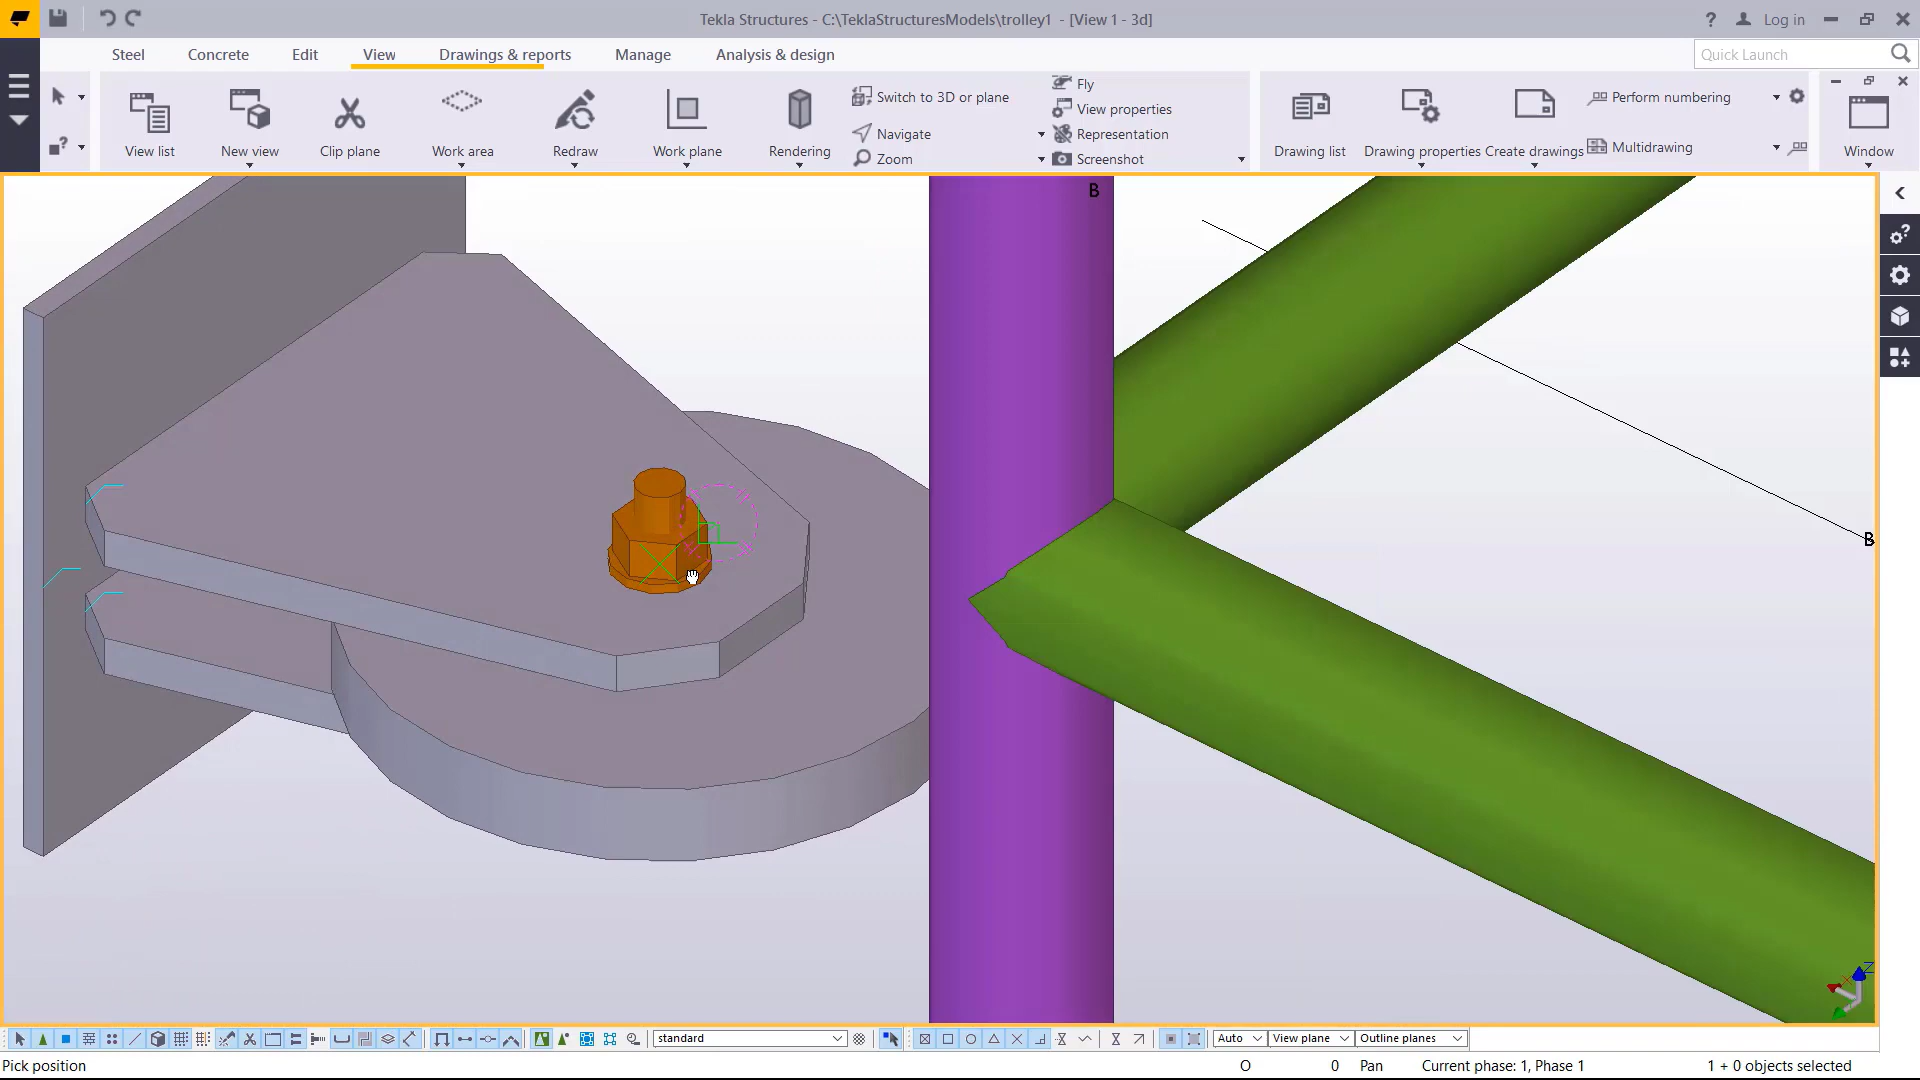 Tekla Structures - C:\TeklaStructuresModels\trolley1 - [View 1 - 3d]
? Log in
Steel Concrete Edit View Drawings & reports Manage Analysis & design
Quick Launch
View list
New view
Clip plane
Work area
Redraw
Work plane
Rendering
Switch to 3D or plane
Navigate
Zoom
Fly
View properties
Representation
Screenshot
Drawing list
Drawing properties
Create drawings
Perform numbering
Multidrawing
Window
B
B
Z
standard
Auto
View plane
Outline planes
Pick position
O
0
Pan
Current phase: 1, Phase 1
1 + 0 objects selected